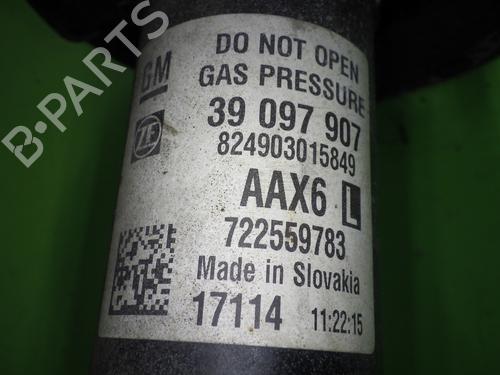 B-PARTS
GM
DO NOT OPEN
GAS PRESSURE
39 097 907
ZF
824903015849
AAX6 L
722559783
Made in Slovakia
17114 11:22:15